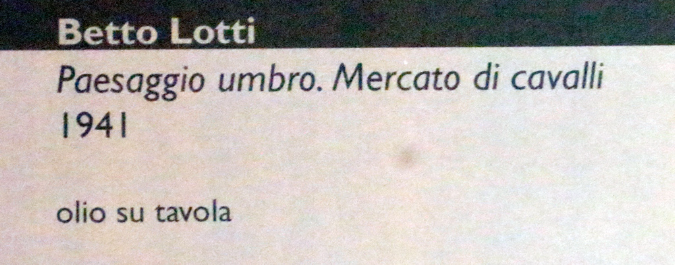 Betto Lotti
Paesaggio umbro. Mercato di cavalli
1941
olio su tavola